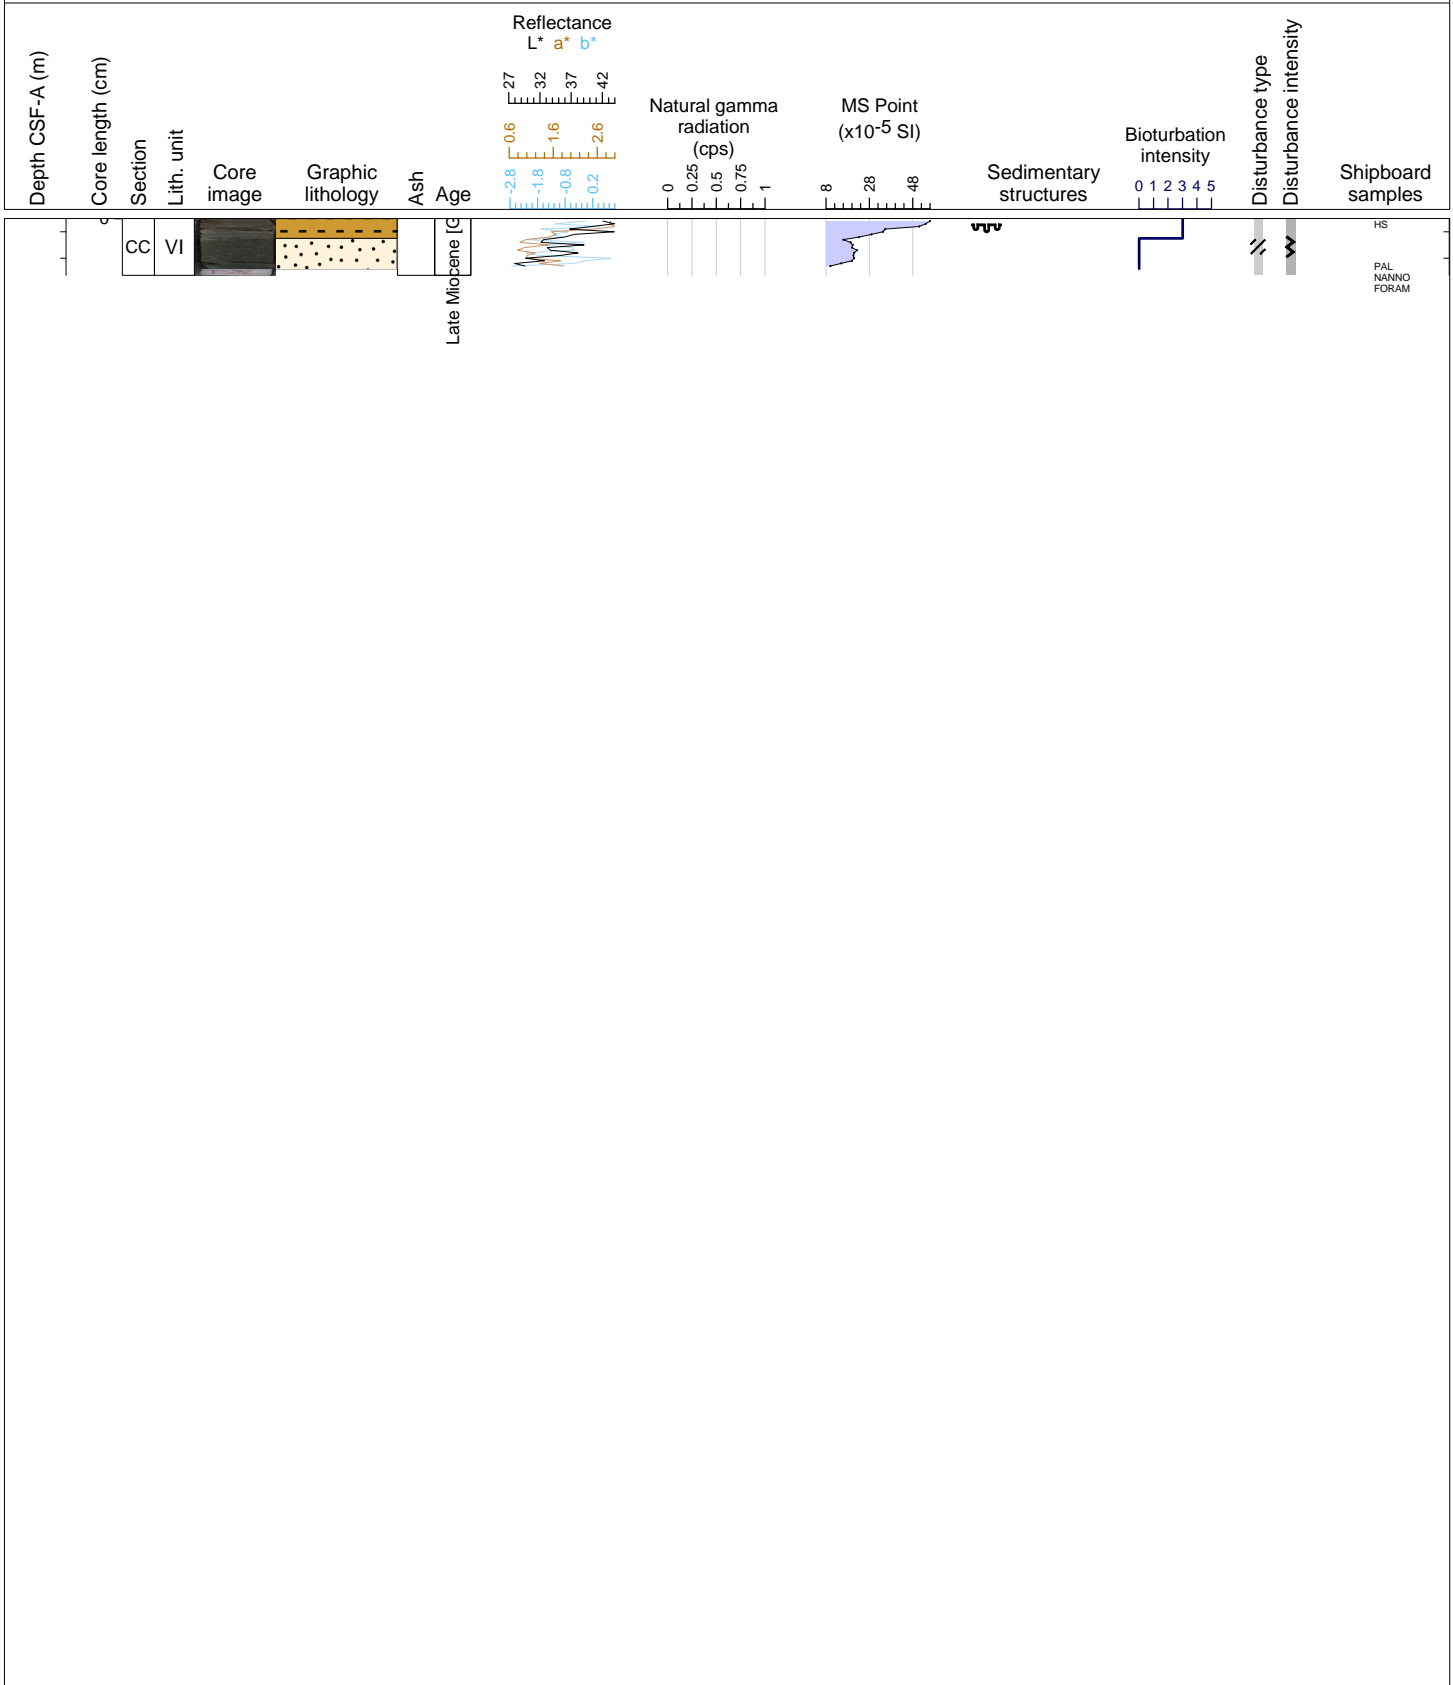 Depth CSF-A (m)
Core length (cm)
Section
Lith. unit
Core
image
Graphic
lithology
Ash
Age
Reflectance
L* a* b*
27 32 37 42
0.6 1.6 2.6
-2.8 -1.8 -0.8 0.2
Natural gamma
radiation
(cps)
0 0.25 0.5 0.75 1
MS Point
(x10-5 SI)
8 28 48
Sedimentary
structures
Bioturbation
intensity
0 1 2 3 4 5
Disturbance type
Disturbance intensity
Shipboard
samples
CC
VI
Late Miocene [G
HS
PAL
NANNO
FORAM